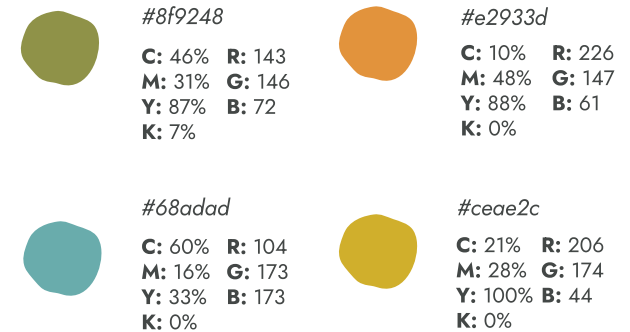 #8f9248
C: 46% R: 143
M: 31% G: 146
Y: 87% B: 72
K: 7%
#e2933d
C: 10% R: 226
M: 48% G: 147
Y: 88% B: 61
K: 0%
#68adad
C: 60% R: 104
M: 16% G: 173
Y: 33% B: 173
K: 0%
#ceae2c
C: 21% R: 206
M: 28% G: 174
Y: 100% B: 44
K: 0%